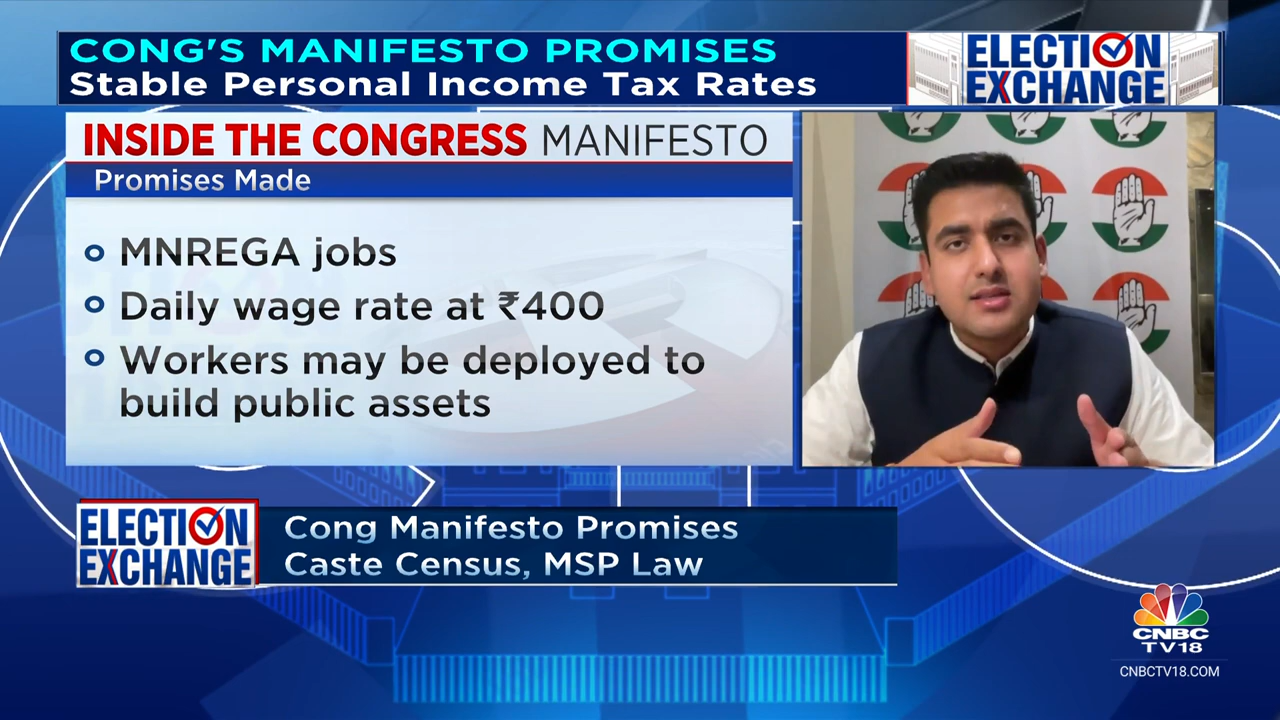 CONG'S MANIFESTO PROMISES
Stable Personal Income Tax Rates
ELECTION
EXCHANGE
INSIDE THE CONGRESS MANIFESTO
Promises Made
MNREGA jobs
Daily wage rate at ₹400
Workers may be deployed to
build public assets
ELECTION
EXCHANGE
Cong Manifesto Promises
Caste Census, MSP Law
CNBC
TV18
CNBCTV18.COM